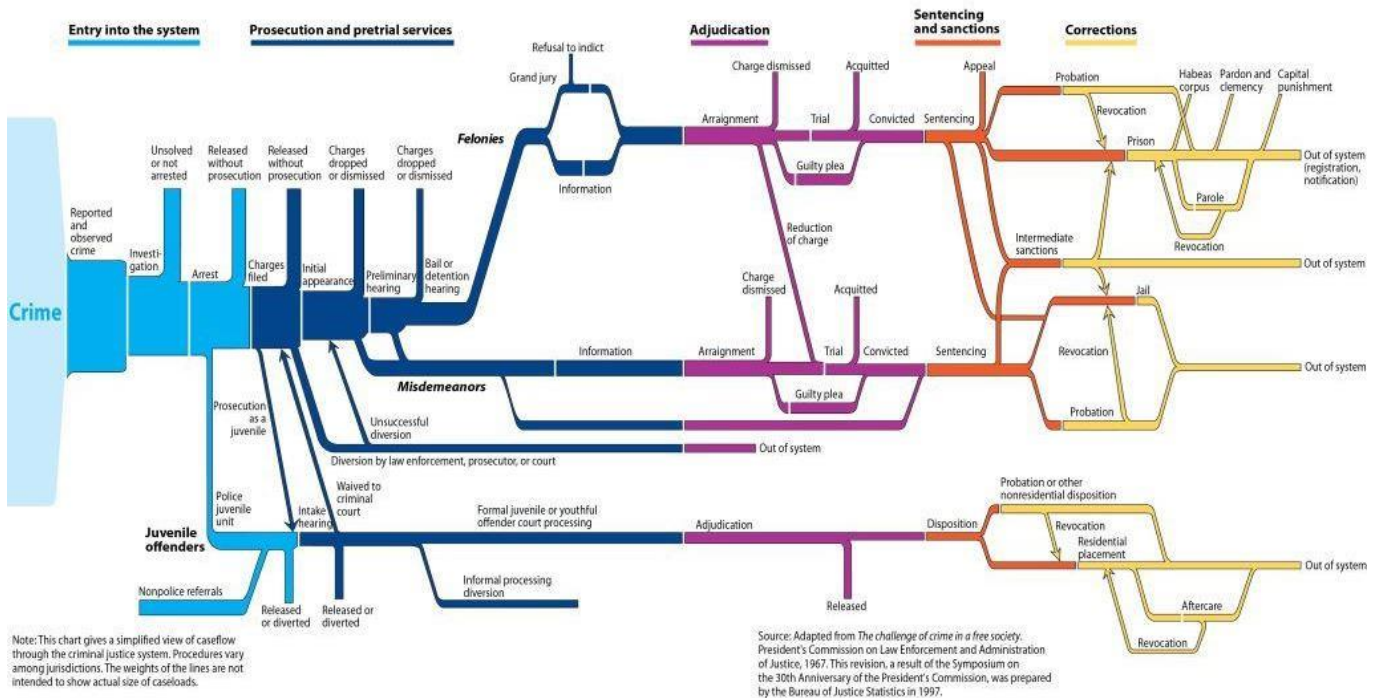 Entry into the system
Prosecution and pretrial services
Adjudication
Sentencing
and sanctions
Corrections
Refusal to indict
Grand jury
Felonies
Information
Charge dismissed
Acquitted
Arraignment
Trial
Convicted
Guilty plea
Appeal
Sentencing
Probation
Revocation
Prison
Habeas
corpus
Pardon and
clemency
Capital
punishment
Out of system
(registration,
notification)
Parole
Revocation
Crime
Reported
and
observed
crime
Investi-
gation
Unsolved
or not
arrested
Arrest
Released
without
prosecution
Charges
filed
Released
without
prosecution
Initial
appearance
Charges
dropped
or dismissed
Preliminary
hearing
Charges
dropped
or dismissed
Bail or
detention
hearing
Reduction
of charge
Intermediate
sanctions
Out of system
Misdemeanors
Information
Charge
dismissed
Acquitted
Arraignment
Trial
Convicted
Guilty plea
Sentencing
Jail
Revocation
Probation
Out of system
Unsuccessful
diversion
Diversion by law enforcement, prosecutor, or court
Out of system
Prosecution
as a
juvenile
Waived to
criminal
court
Police
juvenile
unit
Juvenile
offenders
Intake
hearing
Formal juvenile or youthful
offender court processing
Adjudication
Disposition
Probation or other
nonresidential disposition
Revocation
Residential
placement
Out of system
Nonpolice referrals
Released
or diverted
Released or
diverted
Informal processing
diversion
Released
Aftercare
Revocation
Note: This chart gives a simplified view of caseflow
through the criminal justice system. Procedures vary
among jurisdictions. The weights of the lines are not
intended to show actual size of caseloads.
Source: Adapted from The challenge of crime in a free society.
President's Commission on Law Enforcement and Administration
of Justice, 1967. This revision, a result of the Symposium on
the 30th Anniversary of the President's Commission, was prepared
by the Bureau of Justice Statistics in 1997.